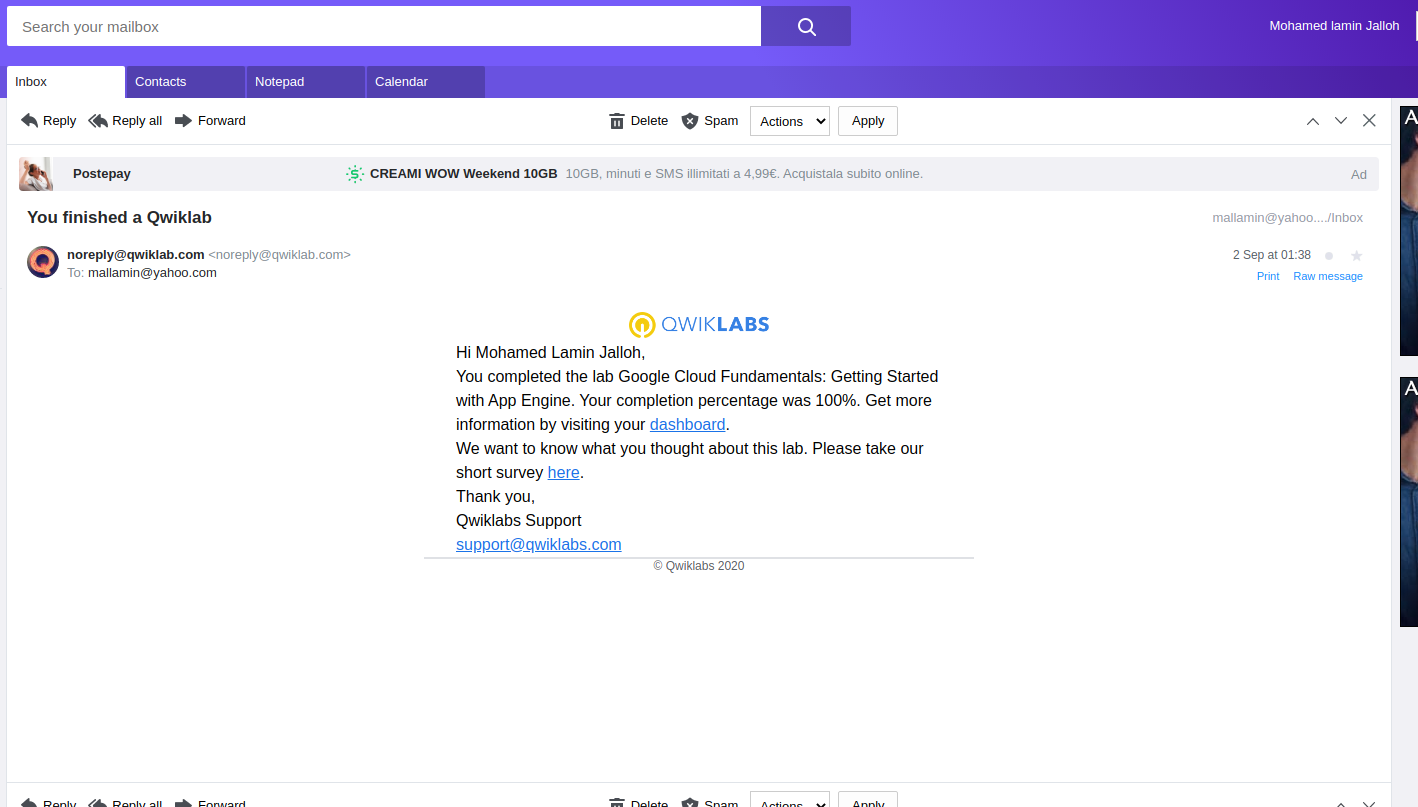 Search your mailbox
Mohamed lamin Jalloh
Inbox
Contacts
Notepad
Calendar
Reply Reply all Forward Delete Spam Actions Apply
Postepay CREAMI WOW Weekend 10GB 10GB, minuti e SMS illimitati a 4,99€. Acquistala subito online. Ad
You finished a Qwiklab mallamin@yahoo..../Inbox
noreply@qwiklab.com <noreply@qwiklab.com> 2 Sep at 01:38
To: mallamin@yahoo.com
Print Raw message
QWIKLABS
Hi Mohamed Lamin Jalloh,
You completed the lab Google Cloud Fundamentals: Getting Started
with App Engine. Your completion percentage was 100%. Get more
information by visiting your dashboard.
We want to know what you thought about this lab. Please take our
short survey here.
Thank you,
Qwiklabs Support
support@qwiklabs.com
© Qwiklabs 2020
Reply Reply all Forward Delete Spam Actions Apply